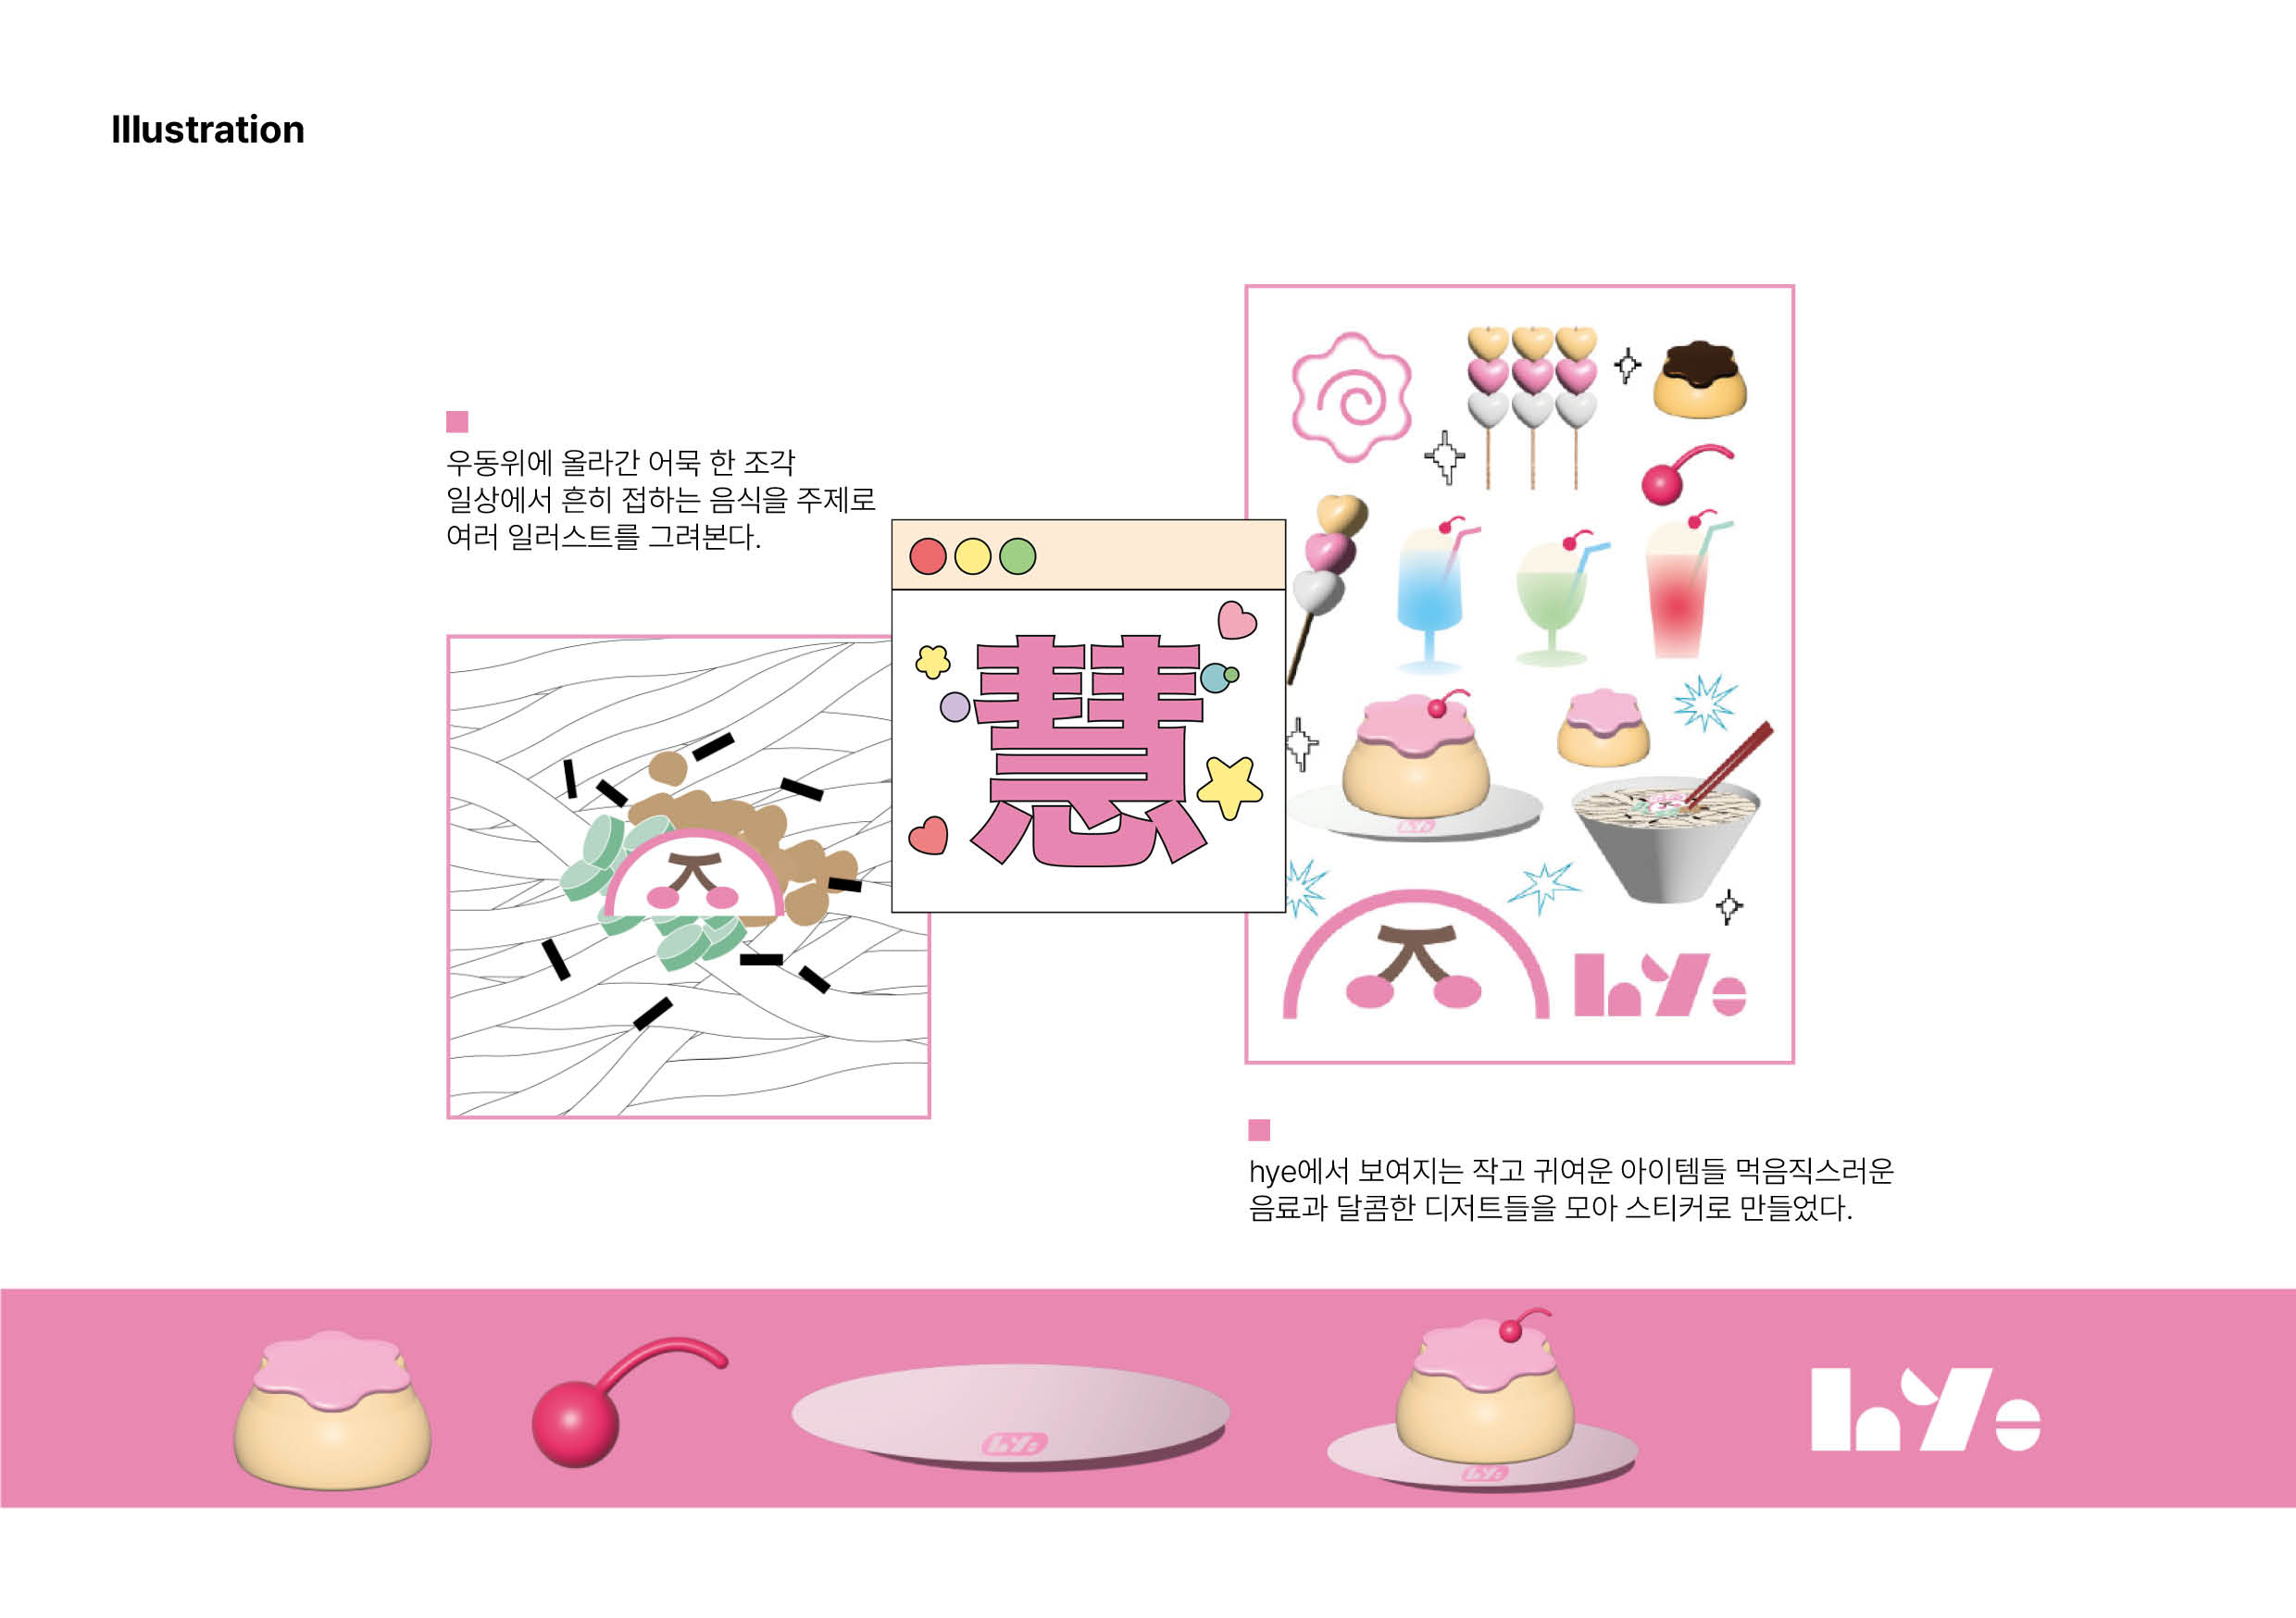 Illustration
우동위에 올라간 어묵 한 조각
일상에서 흔히 접하는 음식을 주제로
여러 일러스트를 그려본다.
慧
hye
hye
hye에서 보여지는 작고 귀여운 아이템들 먹음직스러운
음료과 달콤한 디저트들을 모아 스티커로 만들었다.
hye
hye
hye